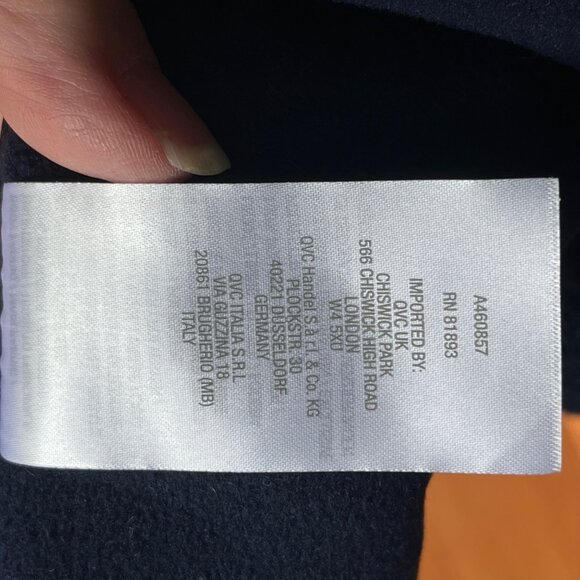 A460857
RN 81893
IMPORTED BY:
QVC UK
CHISWICK PARK
566 CHISWICK HIGH ROAD
LONDON
W4 5XU
QVC Handel S.à r.l. & Co. KG
PLOCKSTR. 30
40221 DUSSELDORF
GERMANY
QVC ITALIA S.R.L
VIA GUZZINA 18
20861 BRUGHERIO (MB)
ITALY